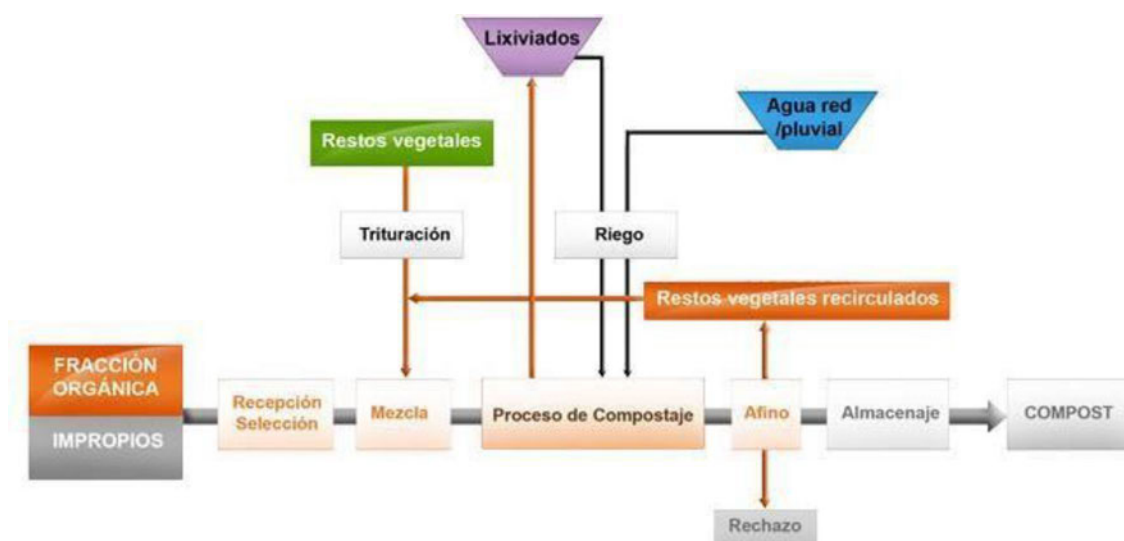 Lixiviados
Agua red
/pluvial
Restos vegetales
Trituración
Riego
Restos vegetales recirculados
FRACCIÓN
ORGÁNICA
IMPROPIOS
Recepción
Selección
Mezcla
Proceso de Compostaje
Afino
Almacenaje
COMPOST
Rechazo